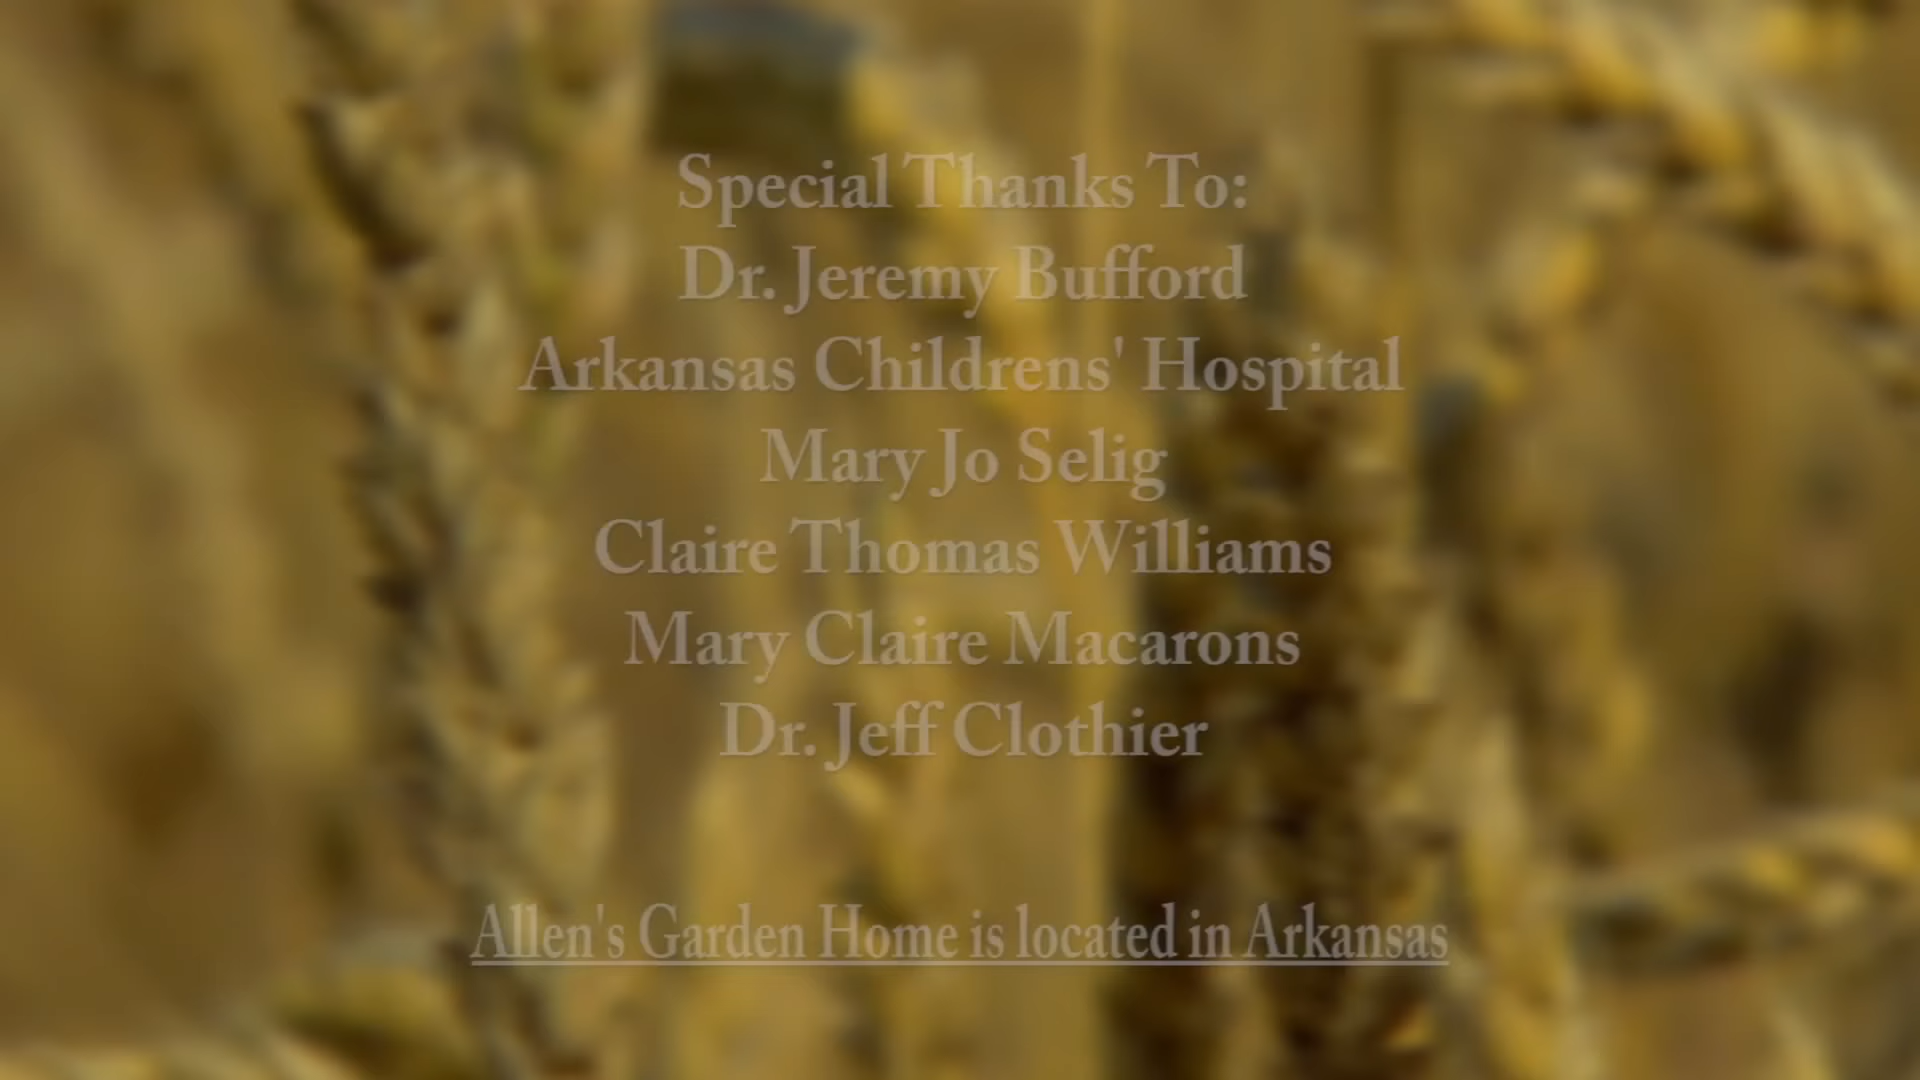 Special Thanks To:
Dr. Jeremy Bufford
Arkansas Childrens' Hospital
Mary Jo Selig
Claire Thomas Williams
Mary Claire Macarons
Dr. Jeff Clothier
Allen's Garden Home is located in Arkansas